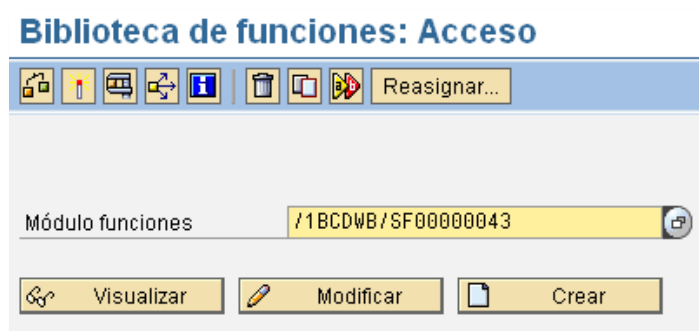 Biblioteca de funciones: Acceso
Reasignar...
Módulo funciones /1BCDWB/SF00000043
Visualizar Modificar Crear